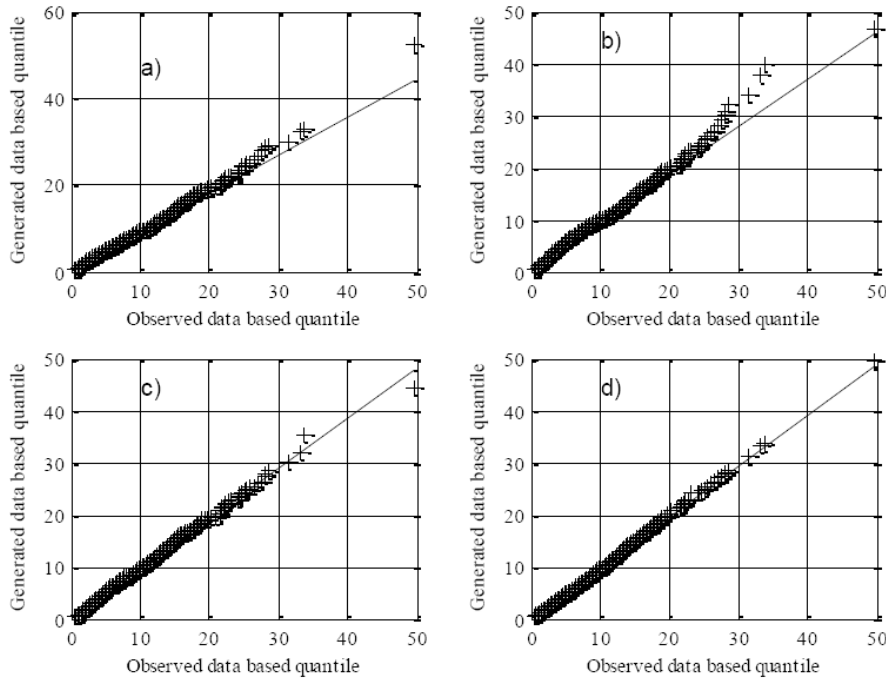 60
40
20
0
Generated data based quantile
a)
0 10 20 30 40 50
Observed data based quantile
50
40
30
20
10
0
Generated data based quantile
b)
0 10 20 30 40 50
Observed data based quantile
50
40
30
20
10
0
Generated data based quantile
c)
0 10 20 30 40 50
Observed data based quantile
50
40
30
20
10
0
Generated data based quantile
d)
0 10 20 30 40 50
Observed data based quantile